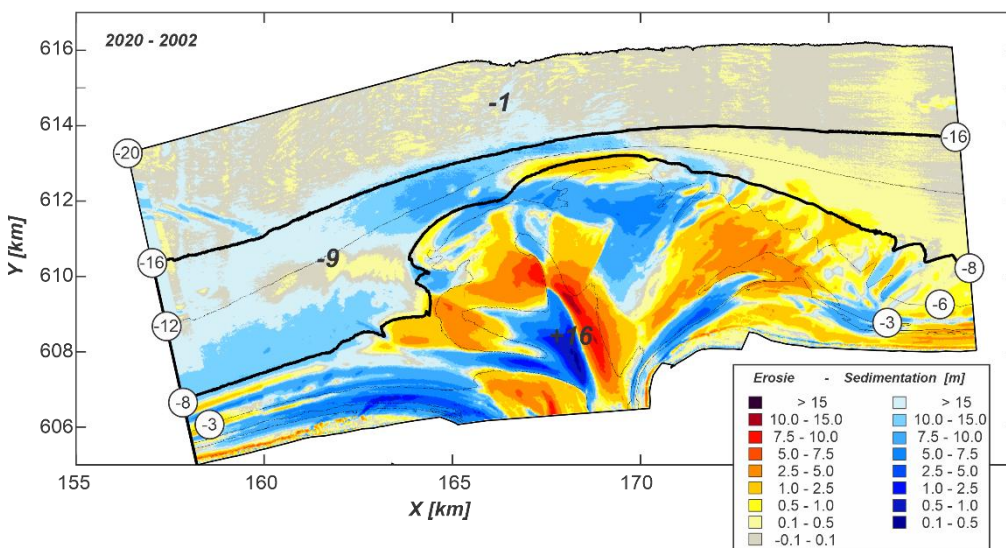 2020 - 2002
616
614
612
610
608
606
Y [km]
155
160
165
170
X [km]
-20
-16
-12
-8
-3
-16
-8
-6
-3
-1
-9
+16
Erosie - Sedimentation [m]
> 15 > 15
10.0 - 15.0 10.0 - 15.0
7.5 - 10.0 7.5 - 10.0
5.0 - 7.5 5.0 - 7.5
2.5 - 5.0 2.5 - 5.0
1.0 - 2.5 1.0 - 2.5
0.5 - 1.0 0.5 - 1.0
0.1 - 0.5 0.1 - 0.5
-0.1 - 0.1